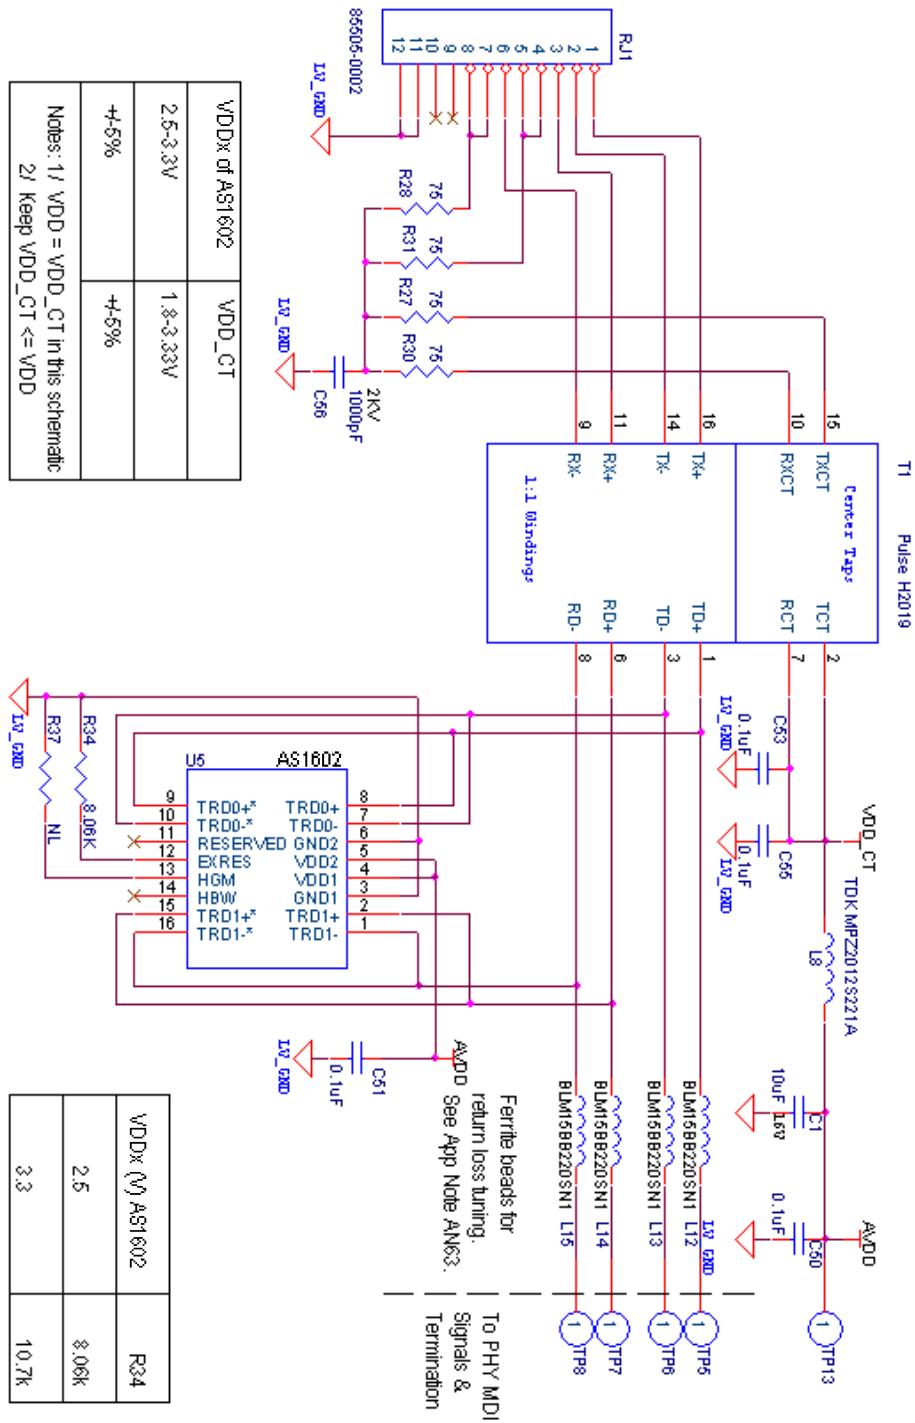 RJ1
1
2
3
4
5
6
7
8
9
10
11
12
85505-0002
LV_GND
R28
75
R31
75
R27
75
R30
75
2KV
1000pF
C56
LV_GND
T1 Pulse H2019
Center Taps
1:1 Windings
15 TXCT
10 RXCT
16 TX+
14 TX-
11 RX+
9 RX-
TCT 2
RCT 7
TD+ 1
TD- 3
RD+ 6
RD- 8
C53
0.1uF
LV_GND
C55
0.1uF
LV_GND
VDD_CT
TDK MPZ2012S221A
L8
C1
10uF
16V
C50
0.1uF
LV_GND
AVDD
TP13
1
BLM15BB220SN1 L12
BLM15BB220SN1 L13
BLM15BB220SN1 L14
BLM15BB220SN1 L15
1 TP5
1 TP6
1 TP7
1 TP8
To PHY MDI
Signals &
Termination
Ferrite beads for
return loss tuning.
See App Note AN63.
AVDD
C51
0.1uF
LV_GND
U5
AS1602
9 TRD0+*
10 TRD0-*
11 RESERVED
12 EXRES
13 HGM
14 HBW
15 TRD1+*
16 TRD1-*
TRD0+ 8
TRD0- 7
GND2 6
VDD2 5
VDD1 4
GND1 3
TRD1+ 2
TRD1- 1
R34
8.06K
R37
NL
LV_GND
VDDx of AS1602 VDD_CT
2.5-3.3V 1.8-3.33V
+/-5% +/-5%
Notes: 1/ VDD = VDD_CT in this schematic
2/ Keep VDD_CT <= VDD
VDDx (V) AS1602 R34
2.5 8.06k
3.3 10.7k